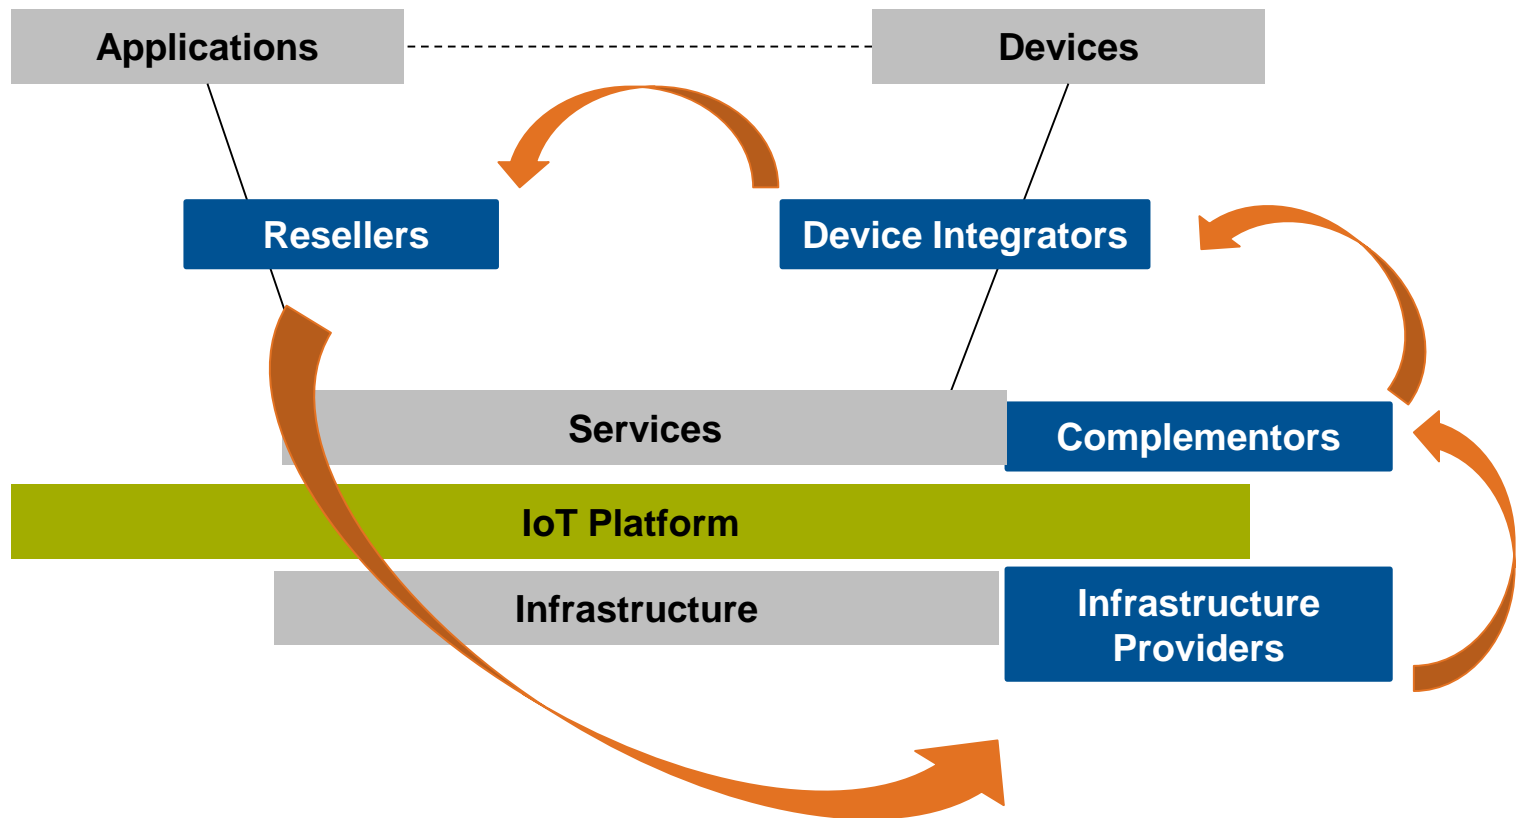 Applications
Devices
Resellers
Device Integrators
Services
Complementors
IoT Platform
Infrastructure
Infrastructure
Providers